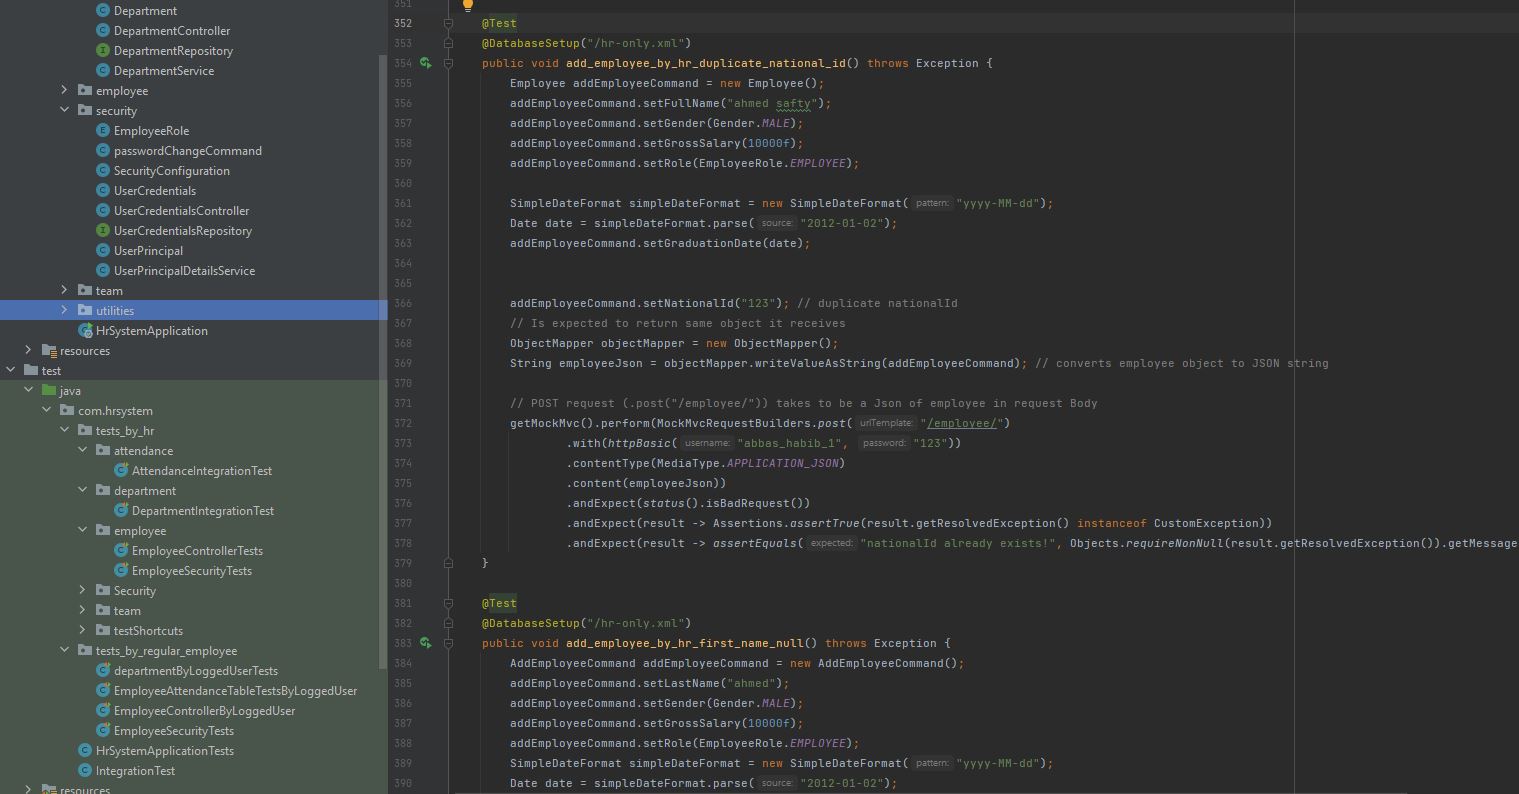 Department
DepartmentController
DepartmentRepository
DepartmentService
employee
security
EmployeeRole
passwordChangeCommand
SecurityConfiguration
UserCredentials
UserCredentialsController
UserCredentialsRepository
UserPrincipal
UserPrincipalDetailsService
team
utilities
HrSystemApplication
resources
test
java
com.hrsystem
tests_by_hr
attendance
AttendanceIntegrationTest
department
DepartmentIntegrationTest
employee
EmployeeControllerTests
EmployeeSecurityTests
Security
team
testShortcuts
tests_by_regular_employee
departmentByLoggedUserTests
EmployeeAttendanceTableTestsByLoggedUser
EmployeeControllerByLoggedUser
EmployeeSecurityTests
HrSystemApplicationTests
IntegrationTest
resources
351
352 @Test
353 @DatabaseSetup("/hr-only.xml")
354 public void add_employee_by_hr_duplicate_national_id() throws Exception {
355 Employee addEmployeeCommand = new Employee();
356 addEmployeeCommand.setFullName("ahmed safty");
357 addEmployeeCommand.setGender(Gender.MALE);
358 addEmployeeCommand.setGrossSalary(10000f);
359 addEmployeeCommand.setRole(EmployeeRole.EMPLOYEE);
360
361 SimpleDateFormat simpleDateFormat = new SimpleDateFormat( pattern: "yyyy-MM-dd");
362 Date date = simpleDateFormat.parse( source: "2012-01-02");
363 addEmployeeCommand.setGraduationDate(date);
364
365
366 addEmployeeCommand.setNationalId("123"); // duplicate nationalId
367 // Is expected to return same object it receives
368 ObjectMapper objectMapper = new ObjectMapper();
369 String employeeJson = objectMapper.writeValueAsString(addEmployeeCommand); // converts employee object to JSON string
370
371 // POST request (.post("/employee/")) takes to be a Json of employee in request Body
372 getMockMvc().perform(MockMvcRequestBuilders.post( urlTemplate: "/employee/")
373 .with(httpBasic( username: "abbas_habib_1", password: "123"))
374 .contentType(MediaType.APPLICATION_JSON)
375 .content(employeeJson))
376 .andExpect(status().isBadRequest())
377 .andExpect(result -> Assertions.assertTrue(result.getResolvedException() instanceof CustomException))
378 .andExpect(result -> assertEquals( expected: "nationalId already exists!", Objects.requireNonNull(result.getResolvedException()).getMessage
379 }
380
381 @Test
382 @DatabaseSetup("/hr-only.xml")
383 public void add_employee_by_hr_first_name_null() throws Exception {
384 AddEmployeeCommand addEmployeeCommand = new AddEmployeeCommand();
385 addEmployeeCommand.setLastName("ahmed");
386 addEmployeeCommand.setGender(Gender.MALE);
387 addEmployeeCommand.setGrossSalary(10000f);
388 addEmployeeCommand.setRole(EmployeeRole.EMPLOYEE);
389 SimpleDateFormat simpleDateFormat = new SimpleDateFormat( pattern: "yyyy-MM-dd");
390 Date date = simpleDateFormat.parse( source: "2012-01-02");